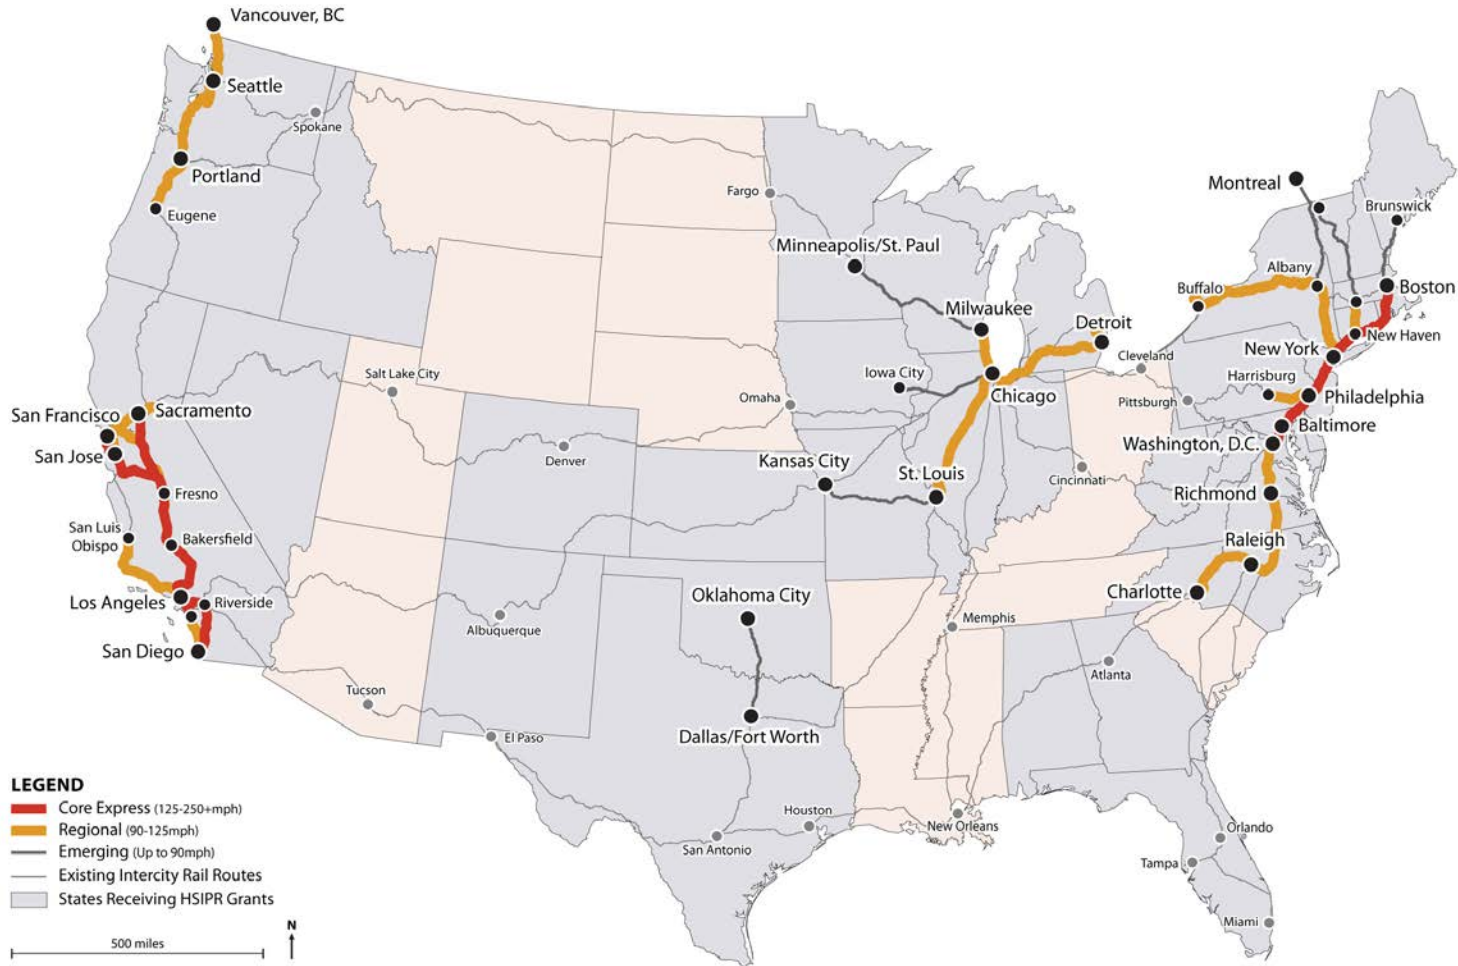 Vancouver, BC
Seattle
Spokane
Portland
Eugene
Fargo
Minneapolis/St. Paul
Milwaukee
Detroit
Montreal
Brunswick
Albany
Buffalo
Boston
New Haven
New York
Cleveland
Harrisburg
Pittsburgh
Philadelphia
Baltimore
Washington, D.C.
Richmond
Raleigh
Charlotte
Salt Lake City
Iowa City
Omaha
Chicago
San Francisco
Sacramento
San Jose
Fresno
San Luis
Obispo
Bakersfield
Los Angeles
Riverside
San Diego
Denver
Kansas City
St. Louis
Cincinnati
Oklahoma City
Albuquerque
Memphis
Atlanta
Tucson
El Paso
Dallas/Fort Worth
Houston
San Antonio
New Orleans
Orlando
Tampa
Miami
LEGEND
Core Express (125-250+mph)
Regional (90-125mph)
Emerging (Up to 90mph)
Existing Intercity Rail Routes
States Receiving HSIPR Grants
500 miles
N